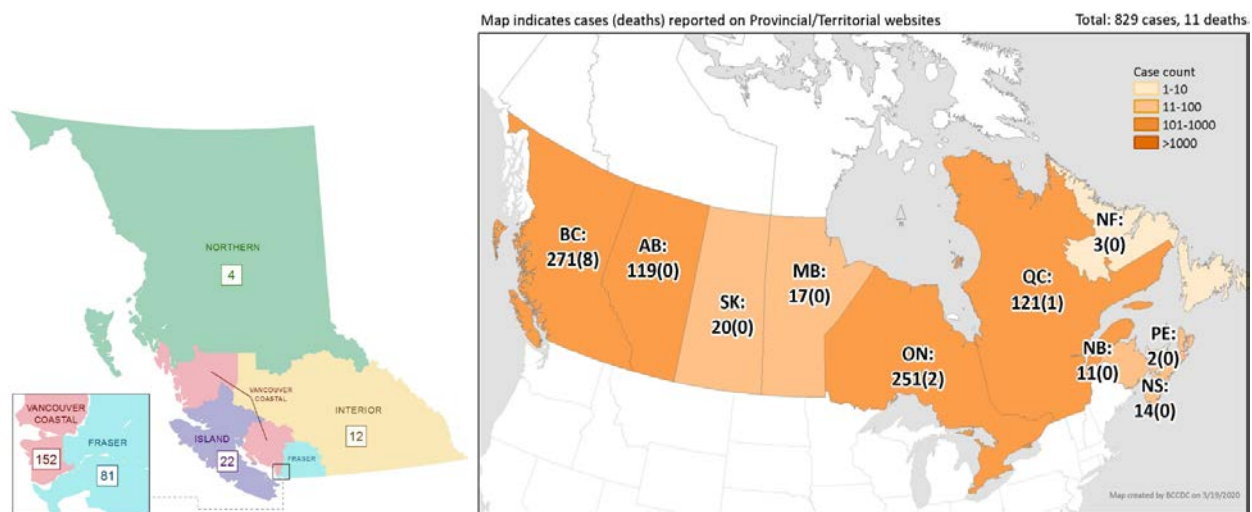 Map indicates cases (deaths) reported on Provincial/Territorial websites
Total: 829 cases, 11 deaths
NORTHERN
4
VANCOUVER
COASTAL
INTERIOR
12
ISLAND
22
FRASER
VANCOUVER
COASTAL
152
FRASER
81
Case count
1-10
11-100
101-1000
>1000
BC:
271(8)
AB:
119(0)
SK:
20(0)
MB:
17(0)
ON:
251(2)
QC:
121(1)
NF:
3(0)
NB:
11(0)
PE:
2(0)
NS:
14(0)
Map created by BCCDC on 3/19/2020